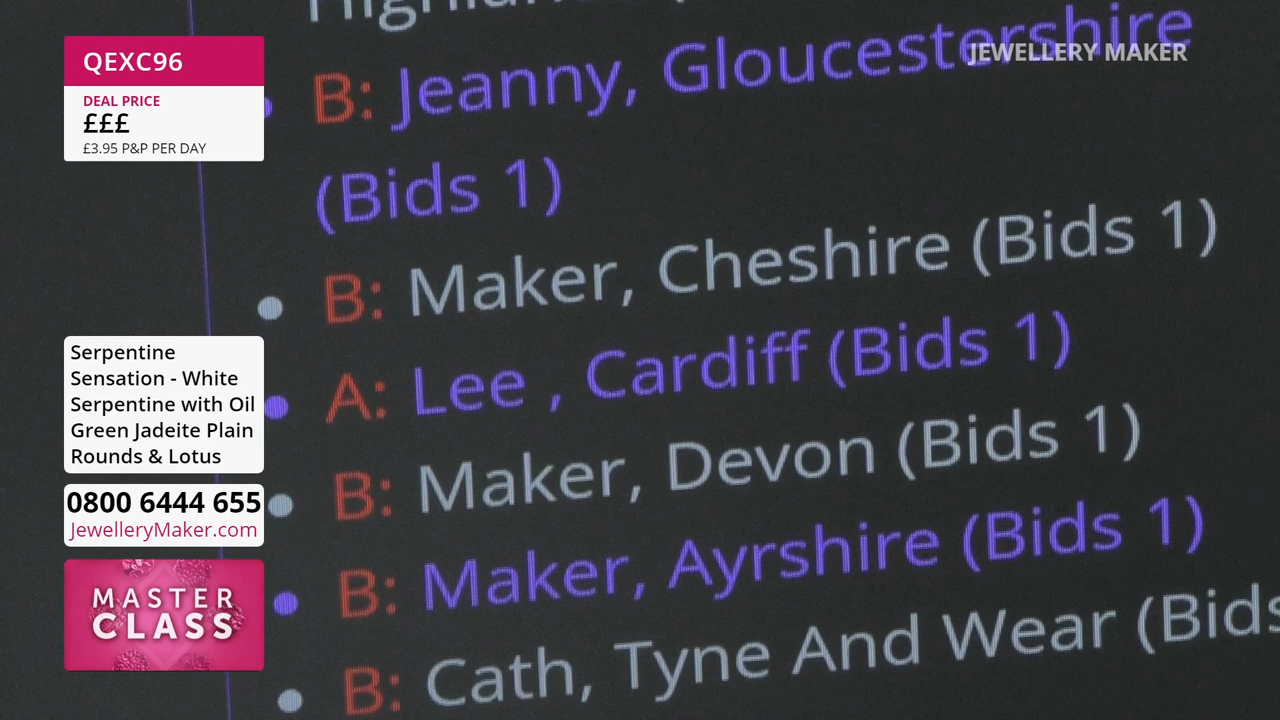 QEXC96
DEAL PRICE
£££
£3.95 P&P PER DAY
JEWELLERY MAKER
B: Jeanny, Gloucestershire
(Bids 1)
B: Maker, Cheshire (Bids 1)
A: Lee , Cardiff (Bids 1)
B: Maker, Devon (Bids 1)
B: Maker, Ayrshire (Bids 1)
B: Cath, Tyne And Wear (Bids
Serpentine
Sensation - White
Serpentine with Oil
Green Jadeite Plain
Rounds & Lotus
0800 6444 655
JewelleryMaker.com
MASTER
CLASS